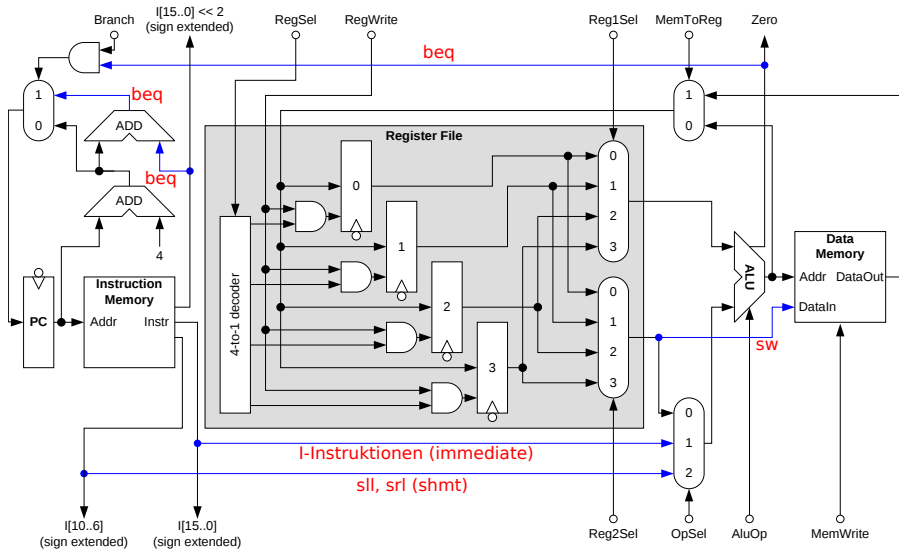 Branch
I[15..0] << 2
(sign extended)
RegSel
RegWrite
Reg1Sel
MemToReg
Zero
beq
beq
1
0
ADD
1
0
Register File
beq
ADD
4
0
1
2
3
0
1
2
3
4-to-1 decoder
0
1
2
3
ALU
Data
Memory
Addr
DataOut
DataIn
PC
Instruction
Memory
Addr
Instr
sw
0
1
2
I-Instruktionen (immediate)
sll, srl (shmt)
I[10..6]
(sign extended)
I[15..0]
(sign extended)
Reg2Sel
OpSel
AluOp
MemWrite